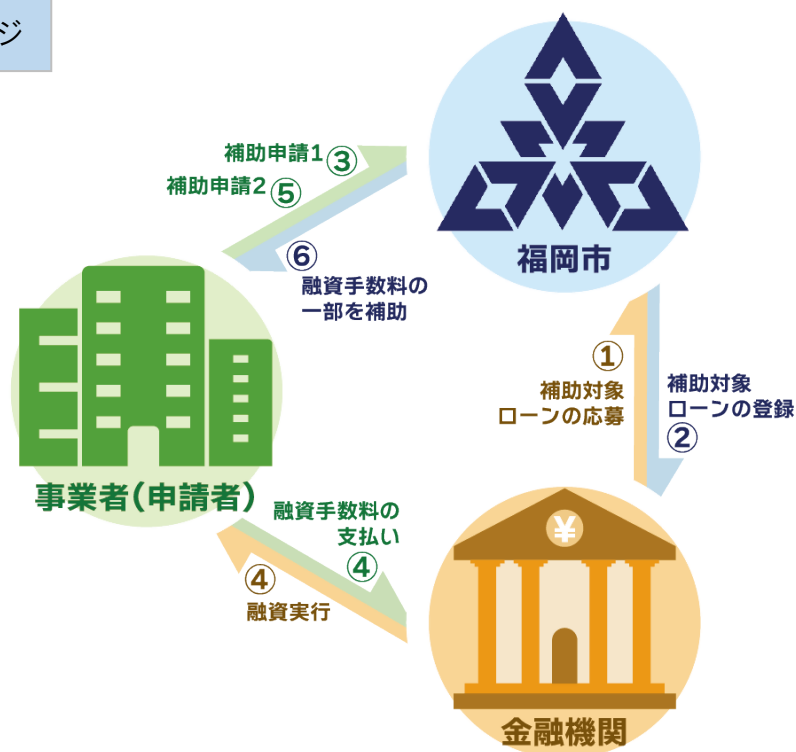 ジ
補助申請1③
補助申請2⑤
⑥
融資手数料の
一部を補助
福岡市
①
補助対象
ローンの応募
補助対象
ローンの登録
②
事業者(申請者)
融資手数料の
支払い
④
④
融資実行
¥
金融機関